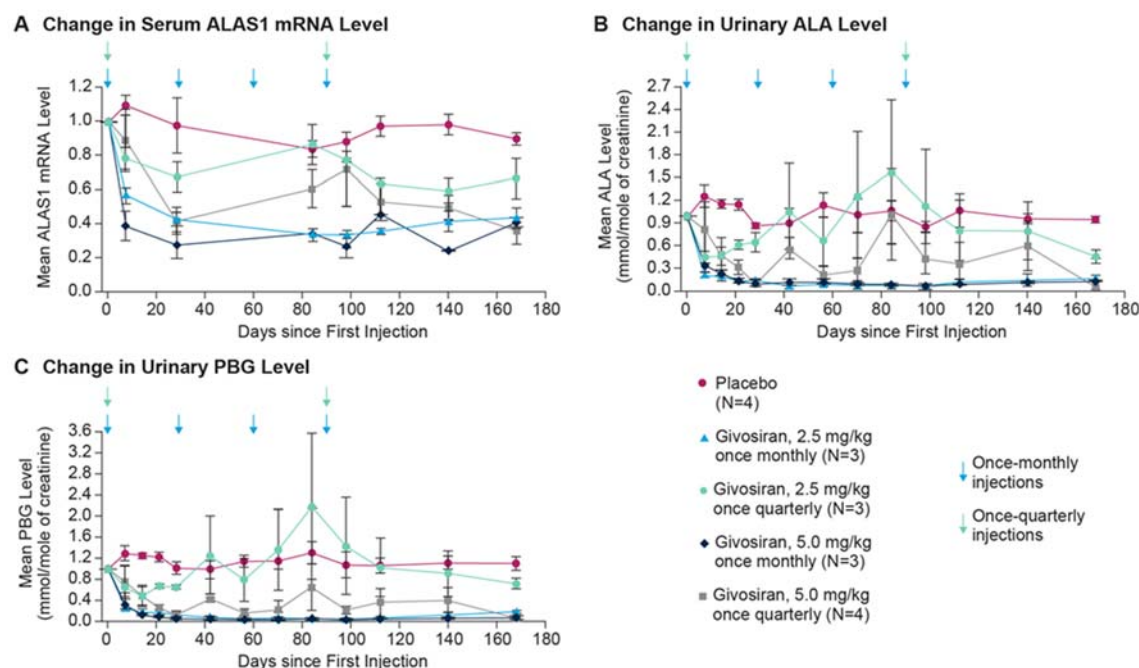 A Change in Serum ALAS1 mRNA Level
Mean ALAS1 mRNA Level
1.2
1.0
0.8
0.6
0.4
0.2
0.0
0 20 40 60 80 100 120 140 160 180
Days since First Injection
B Change in Urinary ALA Level
Mean ALA Level
(mmol/mole of creatinine)
2.7
2.4
2.1
1.8
1.5
1.2
0.9
0.6
0.3
0.0
0 20 40 60 80 100 120 140 160 180
Days since First Injection
C Change in Urinary PBG Level
Mean PBG Level
(mmol/mole of creatinine)
3.6
3.2
2.8
2.4
2.0
1.6
1.2
0.8
0.4
0.0
0 20 40 60 80 100 120 140 160 180
Days since First Injection
Placebo
(N=4)
Givosiran, 2.5 mg/kg
once monthly (N=3)
Givosiran, 2.5 mg/kg
once quarterly (N=3)
Givosiran, 5.0 mg/kg
once monthly (N=3)
Givosiran, 5.0 mg/kg
once quarterly (N=4)
Once-monthly
injections
Once-quarterly
injections